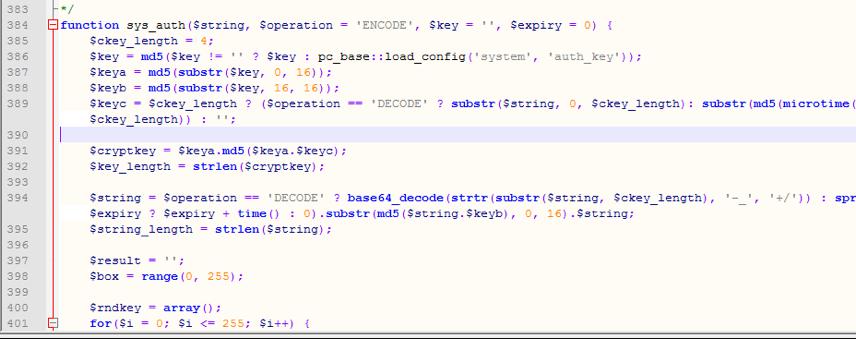 383 */
384 function sys_auth($string, $operation = 'ENCODE', $key = '', $expiry = 0) {
385 $ckey_length = 4;
386 $key = md5($key != '' ? $key : pc_base::load_config('system', 'auth_key'));
387 $keya = md5(substr($key, 0, 16));
388 $keyb = md5(substr($key, 16, 16));
389 $keyc = $ckey_length ? ($operation == 'DECODE' ? substr($string, 0, $ckey_length): substr(md5(microtime(
$ckey_length)) : '';
390
391 $cryptkey = $keya.md5($keya.$keyc);
392 $key_length = strlen($cryptkey);
393
394 $string = $operation == 'DECODE' ? base64_decode(strtr(substr($string, $ckey_length), '-_', '+/')) : spr
$expiry ? $expiry + time() : 0).substr(md5($string.$keyb), 0, 16).$string;
395 $string_length = strlen($string);
396
397 $result = '';
398 $box = range(0, 255);
399
400 $rndkey = array();
401 for($i = 0; $i <= 255; $i++) {